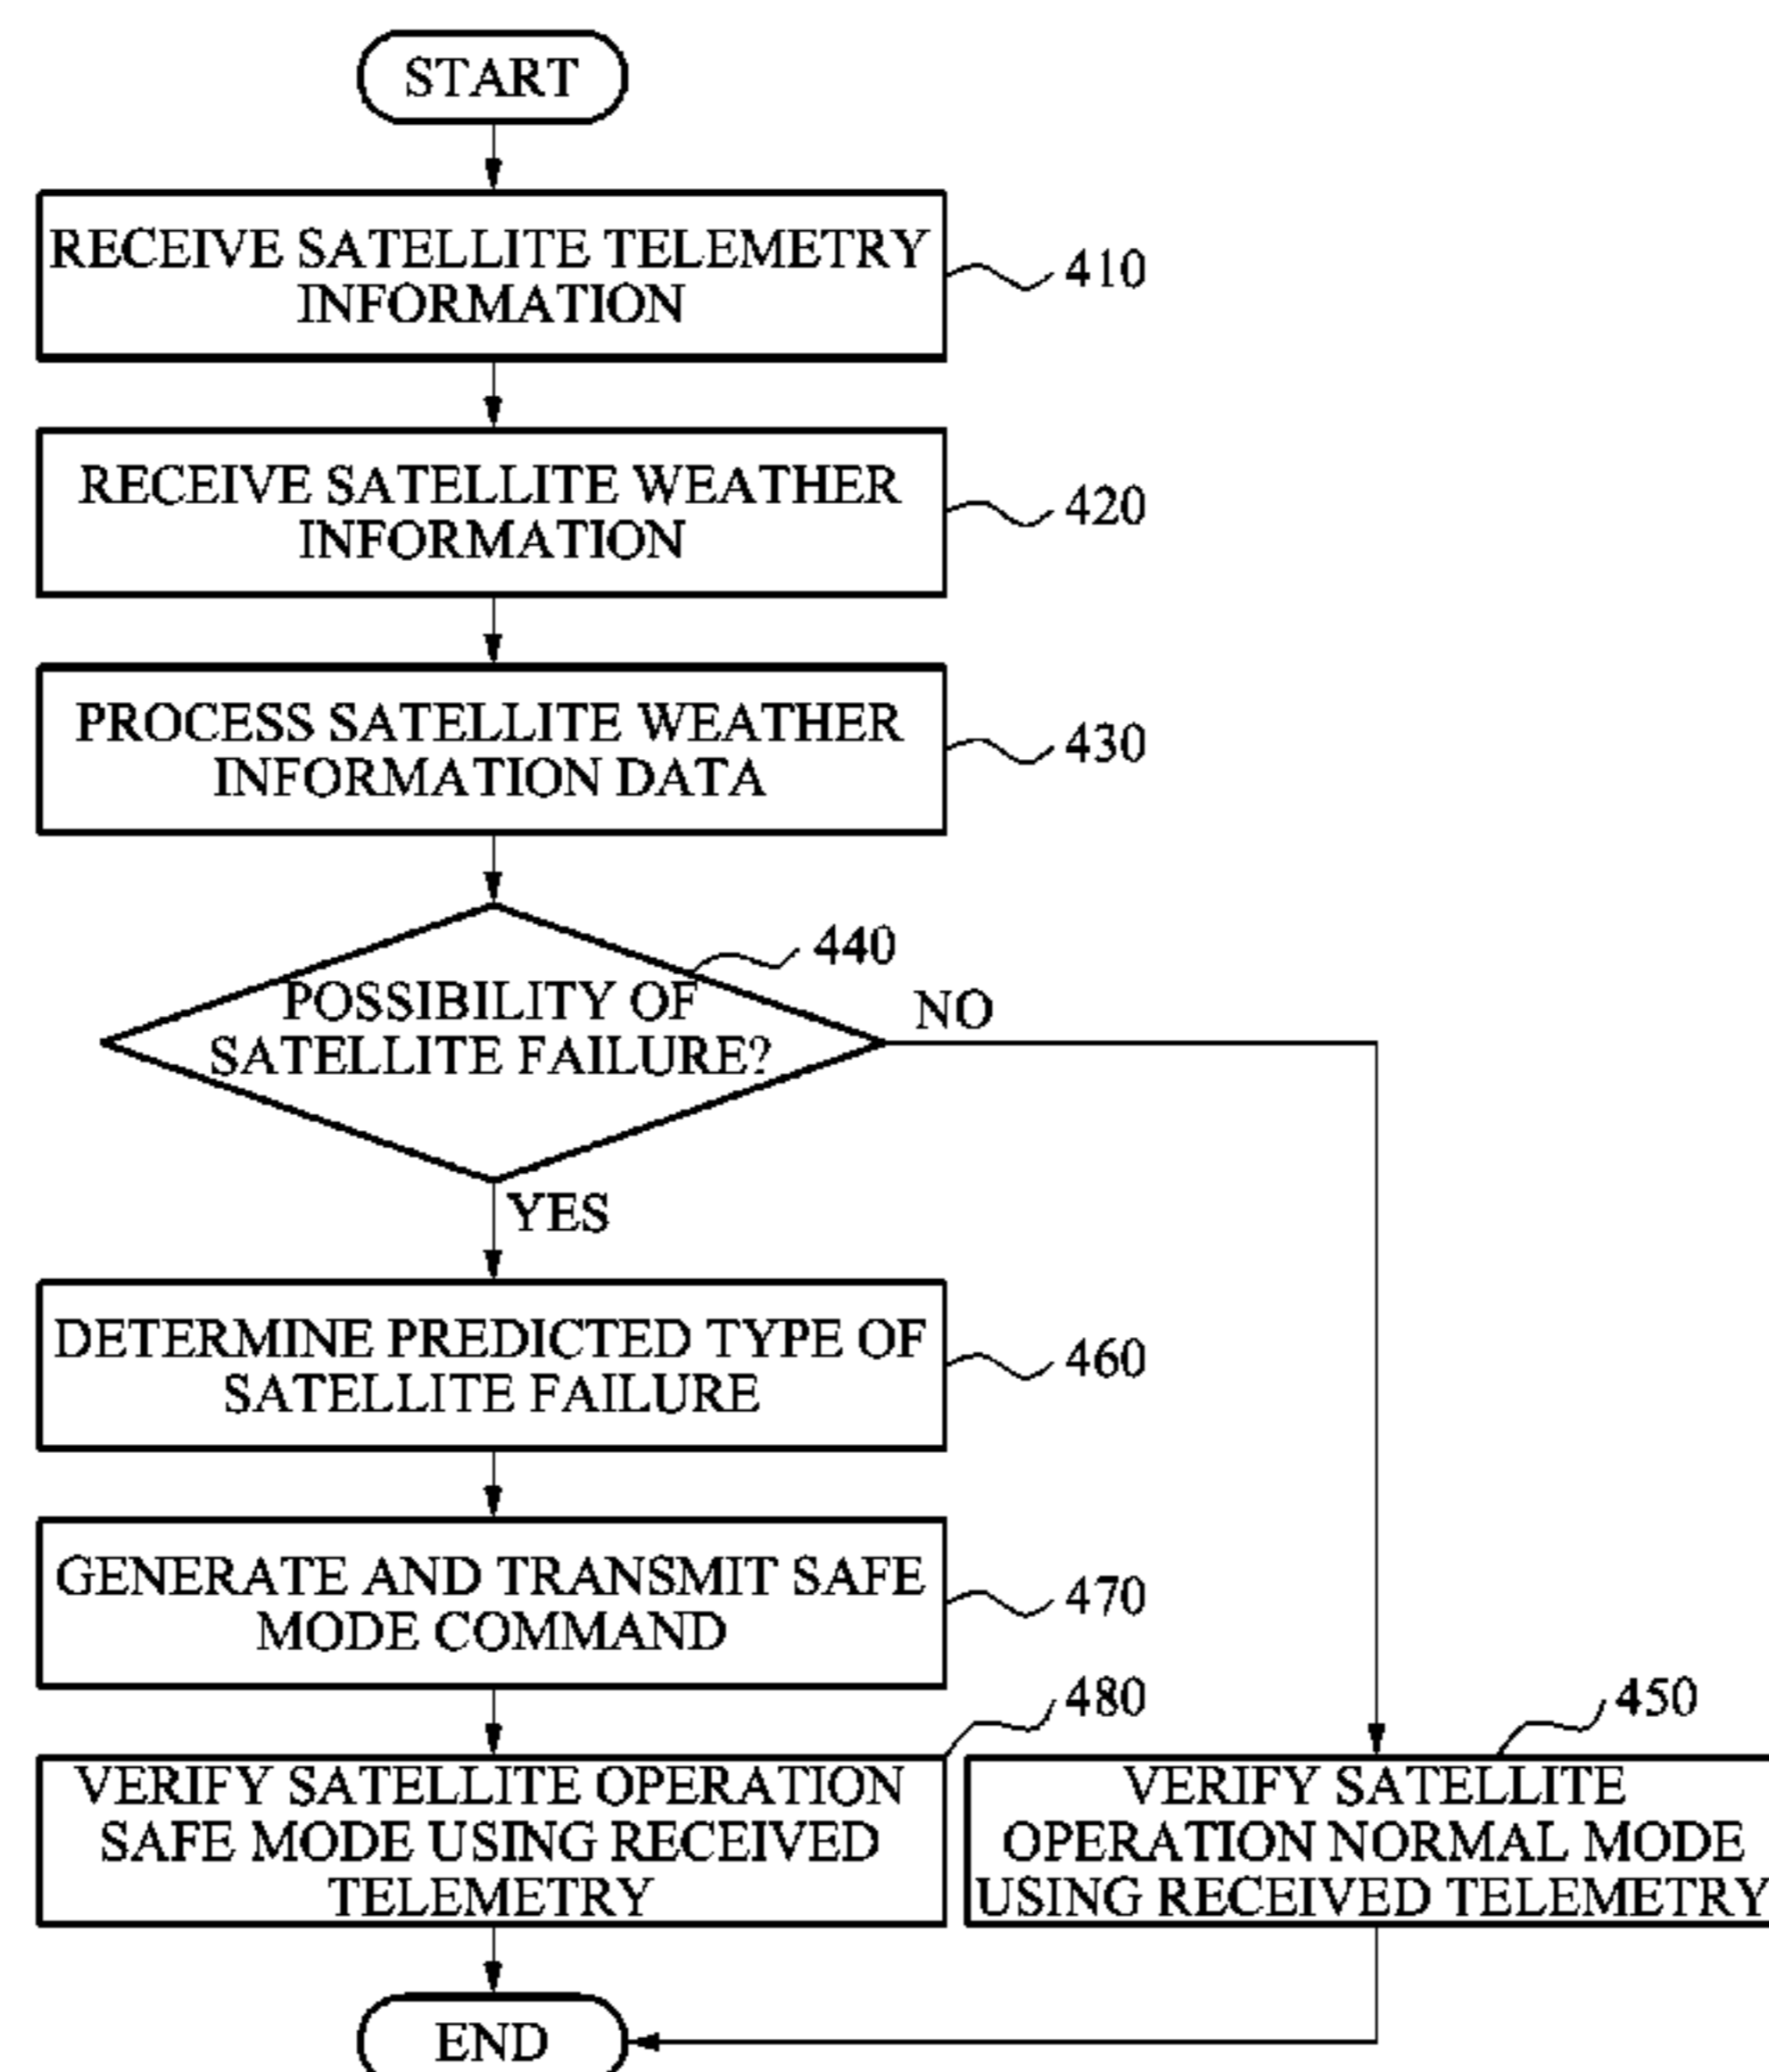 START
RECEIVE SATELLITE TELEMETRY
INFORMATION
410
RECEIVE SATELLITE WEATHER
INFORMATION
420
PROCESS SATELLITE WEATHER
INFORMATION DATA
430
440
POSSIBILITY OF
SATELLITE FAILURE?
NO
YES
DETERMINE PREDICTED TYPE OF
SATELLITE FAILURE
460
GENERATE AND TRANSMIT SAFE
MODE COMMAND
470
480
VERIFY SATELLITE OPERATION
SAFE MODE USING RECEIVED
TELEMETRY
450
VERIFY SATELLITE
OPERATION NORMAL MODE
USING RECEIVED TELEMETRY
END